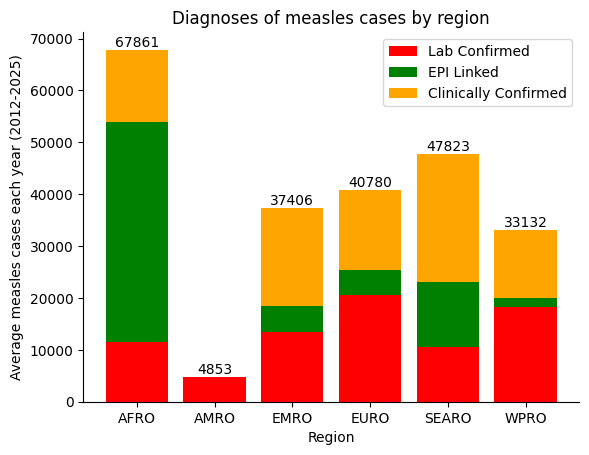 Diagnoses of measles cases by region
Average measles cases each year (2012-2025)
70000
60000
50000
40000
30000
20000
10000
0
67861
4853
37406
40780
47823
33132
Lab Confirmed
EPI Linked
Clinically Confirmed
AFRO
AMRO
EMRO
EURO
SEARO
WPRO
Region